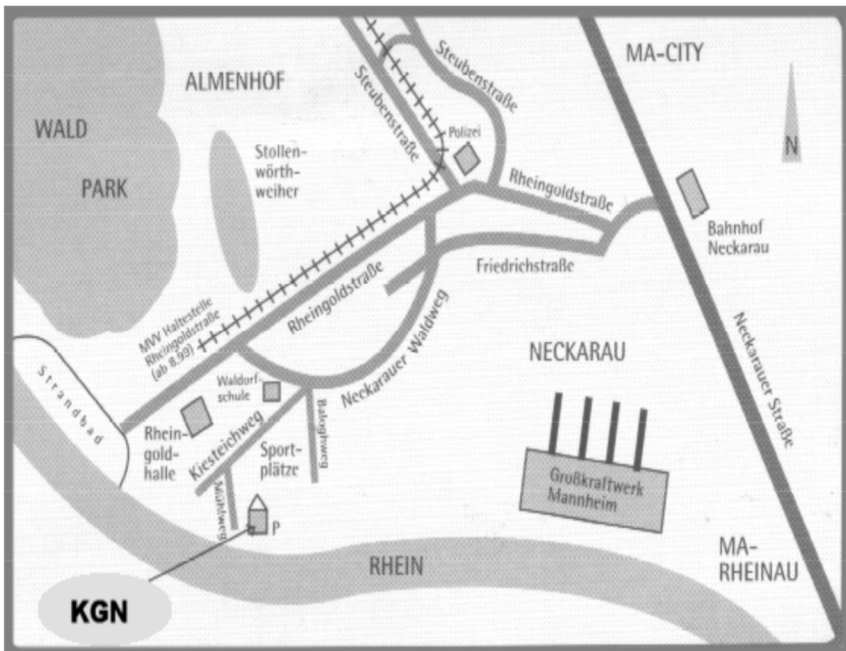 MA-CITY
Steubenstraße
ALMENHOF
WALD
PARK
Stollen-
wörth-
weiher
Steubenstraße
Polizei
N
Rheingoldstraße
Bahnhof
Neckarau
Friedrichstraße
MVV Haltestelle
Rheingoldstraße
(ab 8.99)
Rheingoldstraße
Neckarauer Waldweg
NECKARAU
Neckarauer Straße
Strandbad
Waldorf-
schule
Rhein-
gold-
halle
Kiesteichweg
Sport-
plätze
Baloghweg
Mühlweg
P
Großkraftwerk
Mannheim
RHEIN
MA-
RHEINAU
KGN